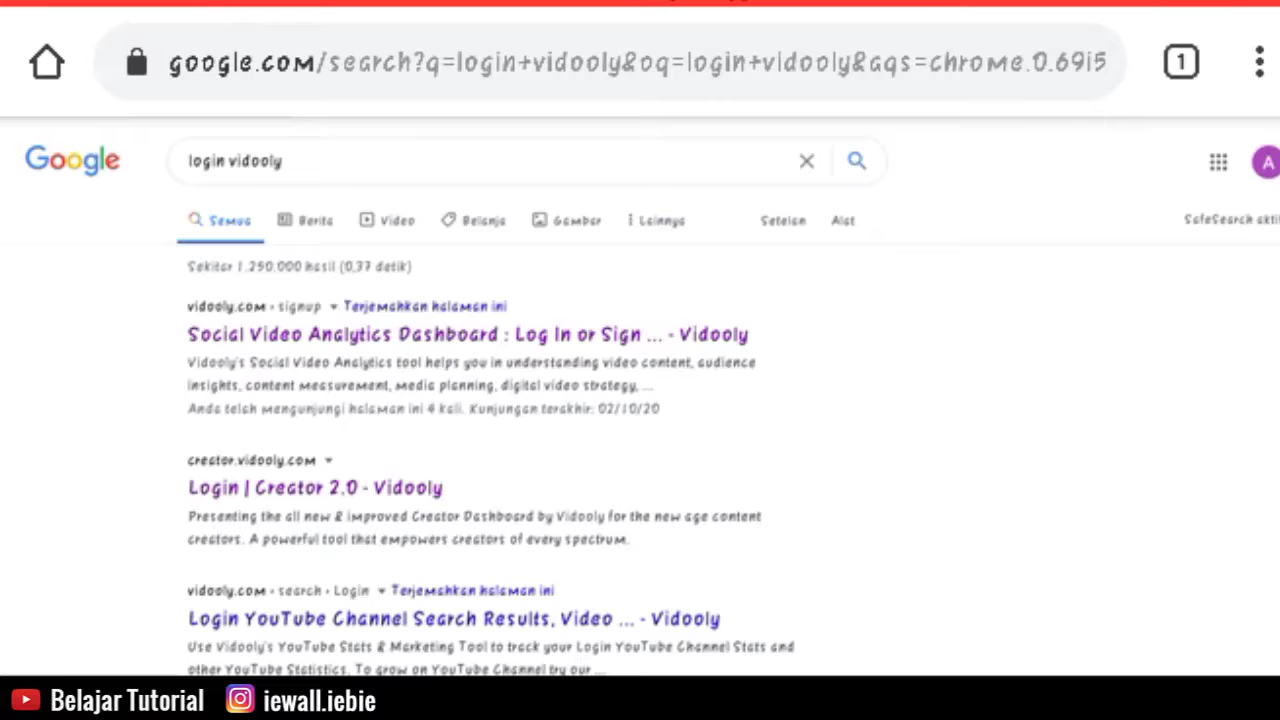 google.com/search?q=login+vidooly&oq=login+vidooly&aqs=chrome.0.69i5
1
Google
login vidooly
A
Semua Berita Video Belanja Gambar Lainnya Setelan Alat SafeSearch akti
Sekitar 1.250.000 hasil (0,37 detik)
vidooly.com › signup Terjemahkan halaman ini
Social Video Analytics Dashboard : Log In or Sign ... - Vidooly
Vidooly's Social Video Analytics tool helps you in understanding video content, audience
insights, content measurement, media planning, digital video strategy, ...
Anda telah mengunjungi halaman ini 4 kali. Kunjungan terakhir: 02/10/20
creator.vidooly.com
Login | Creator 2.0 - Vidooly
Presenting the all new & improved Creator Dashboard by Vidooly for the new age content
creators. A powerful tool that empowers creators of every spectrum.
vidooly.com › search › Login Terjemahkan halaman ini
Login YouTube Channel Search Results, Video ... - Vidooly
Use Vidooly's YouTube Stats & Marketing Tool to track your Login YouTube Channel Stats and
other YouTube Statistics. To grow on YouTube Channel try our ...
Belajar Tutorial iewall.iebie